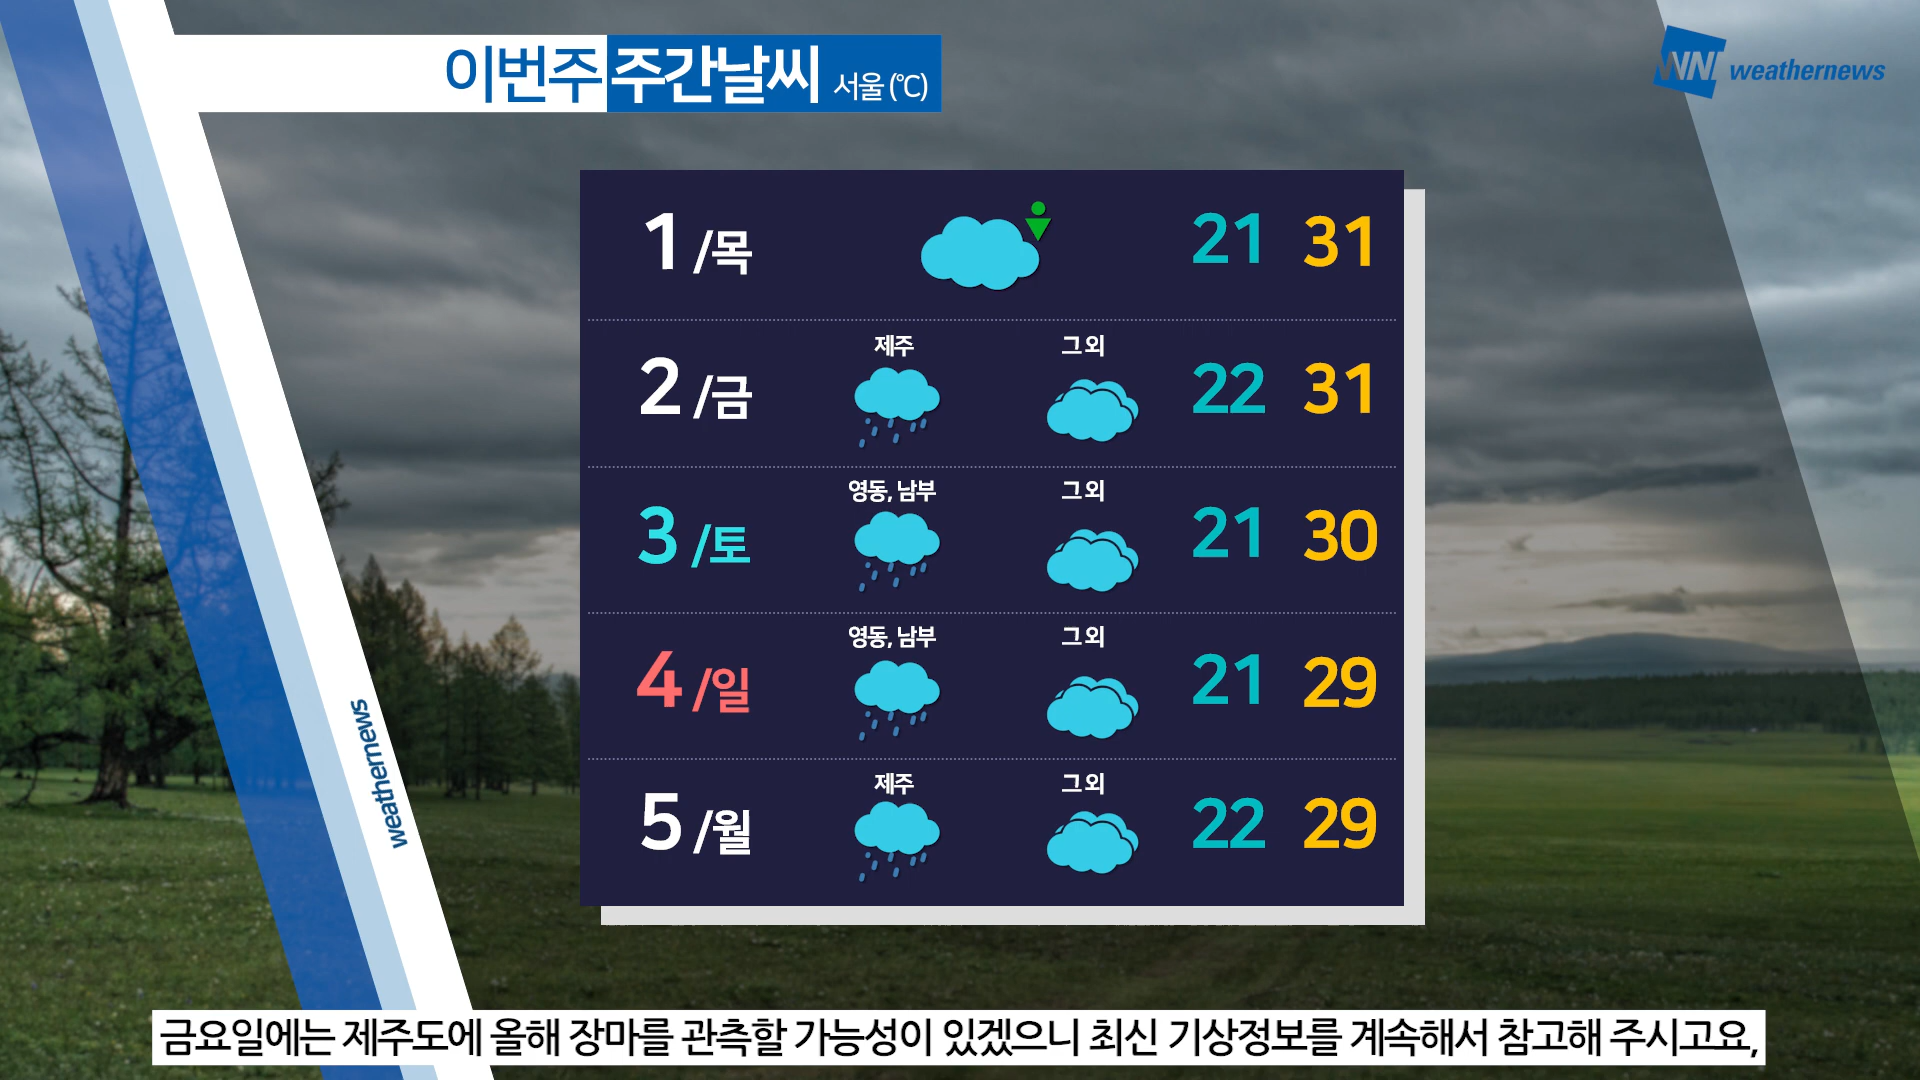 이번주 주간날씨 서울 (℃)
weathernews
1 /목 21 31
제주 그 외
2 /금 22 31
영동, 남부 그 외
3 /토 21 30
영동, 남부 그 외
4 /일 21 29
제주 그 외
5 /월 22 29
weathernews
금요일에는 제주도에 올해 장마를 관측할 가능성이 있겠으니 최신 기상정보를 계속해서 참고해 주시고요,